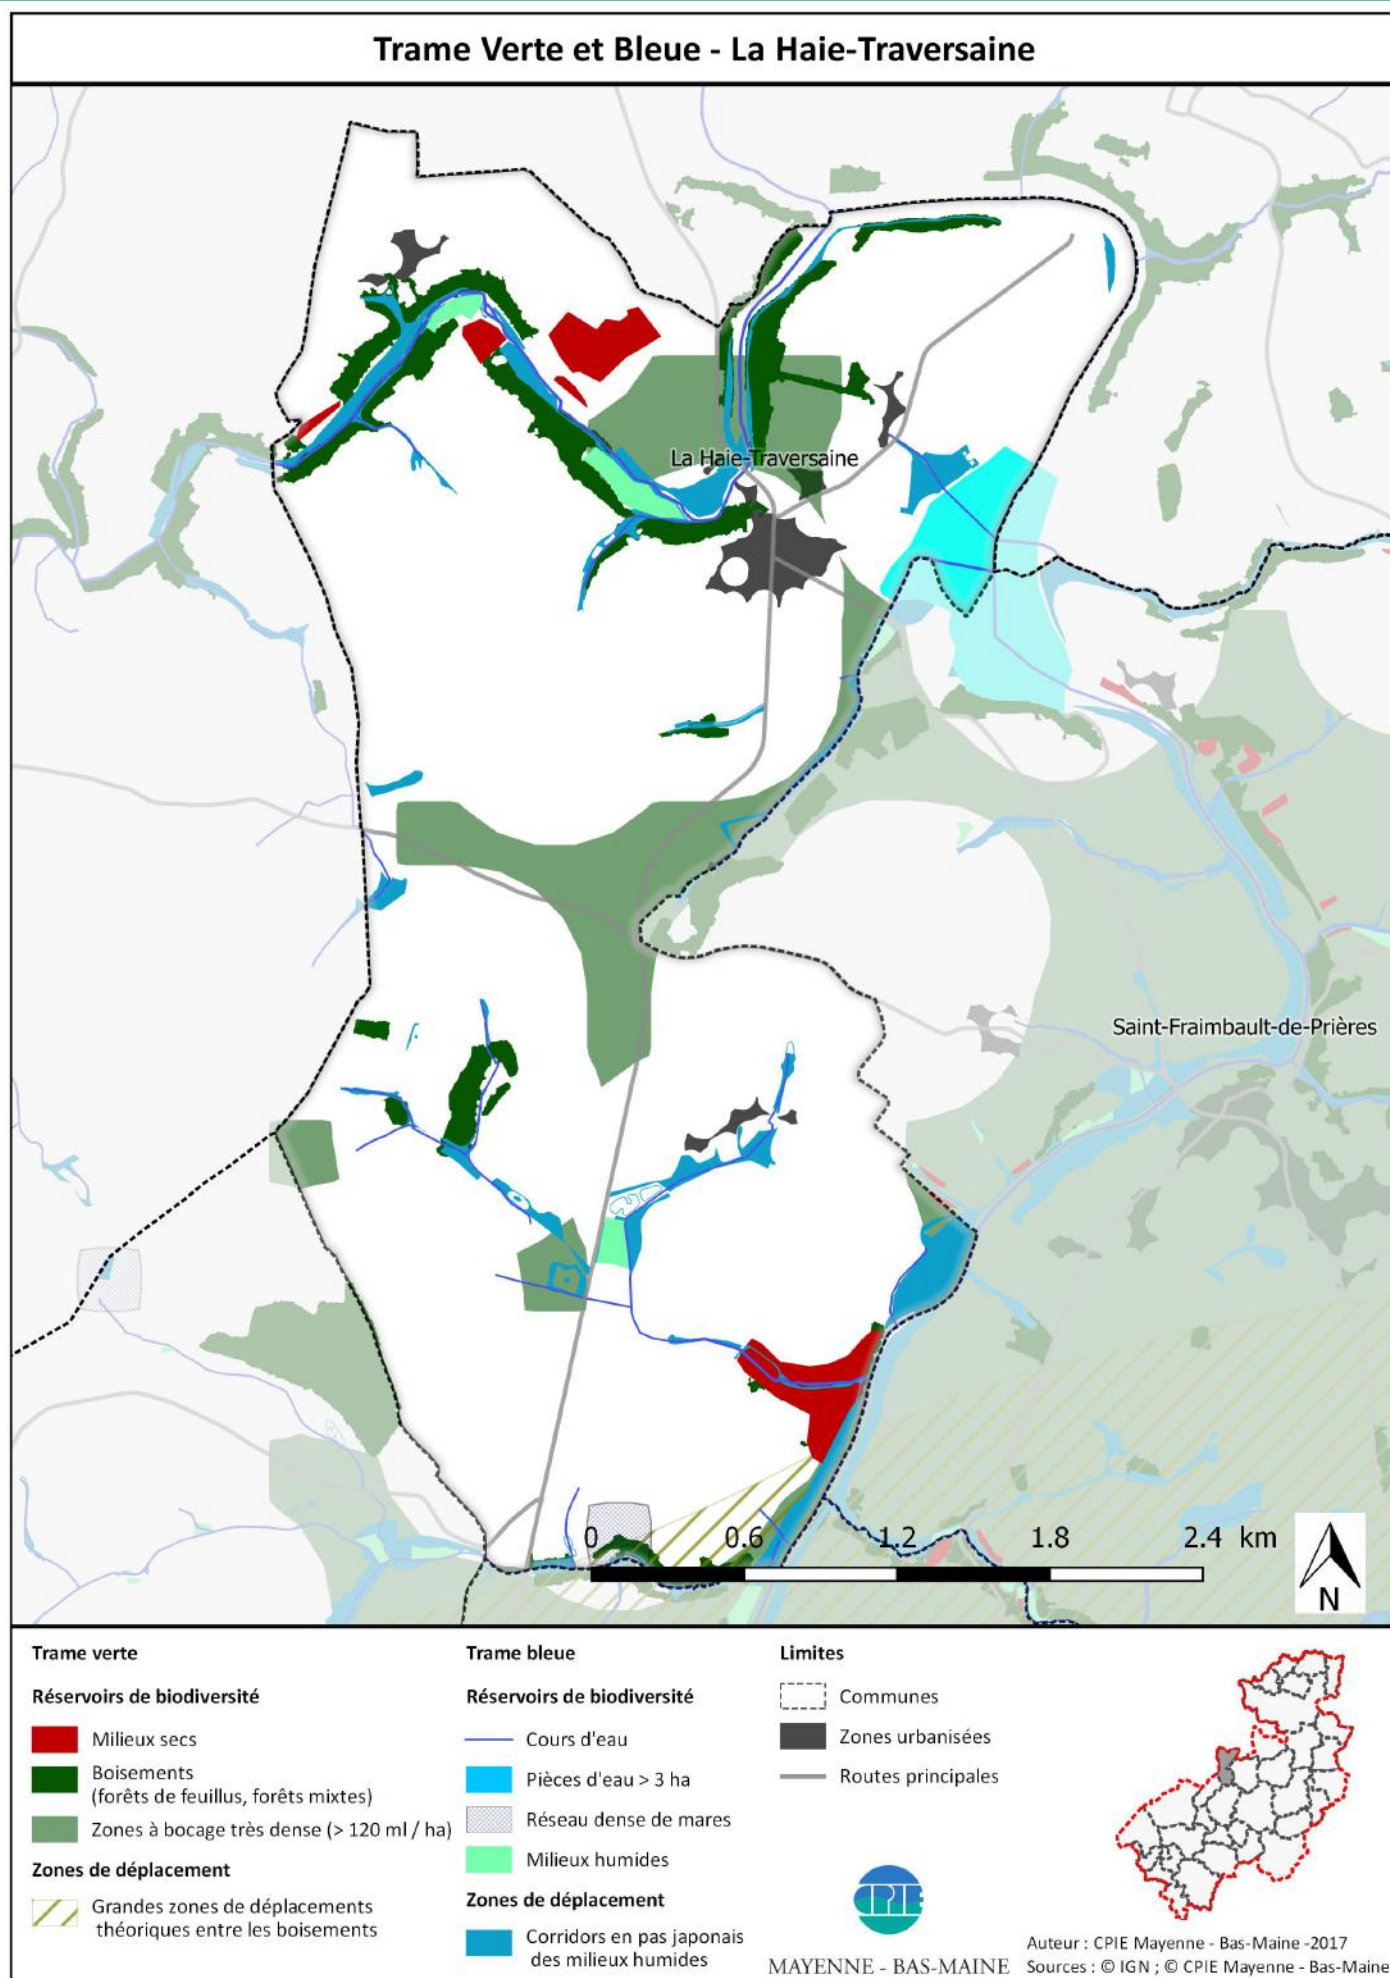 Trame Verte et Bleue - La Haie-Traversaine
La Haie-Traversaine
Saint-Fraimbault-de-Prières
0 0.6 1.2 1.8 2.4 km
N
Trame verte
Réservoirs de biodiversité
Milieux secs
Boisements
(forêts de feuillus, forêts mixtes)
Zones à bocage très dense (> 120 ml / ha)
Zones de déplacement
Grandes zones de déplacements
théoriques entre les boisements
Trame bleue
Réservoirs de biodiversité
Cours d'eau
Pièces d'eau > 3 ha
Réseau dense de mares
Milieux humides
Zones de déplacement
Corridors en pas japonais
des milieux humides
Limites
Communes
Zones urbanisées
Routes principales
CPIE
MAYENNE - BAS-MAINE
Auteur : CPIE Mayenne - Bas-Maine -2017
Sources : © IGN ; © CPIE Mayenne - Bas-Maine